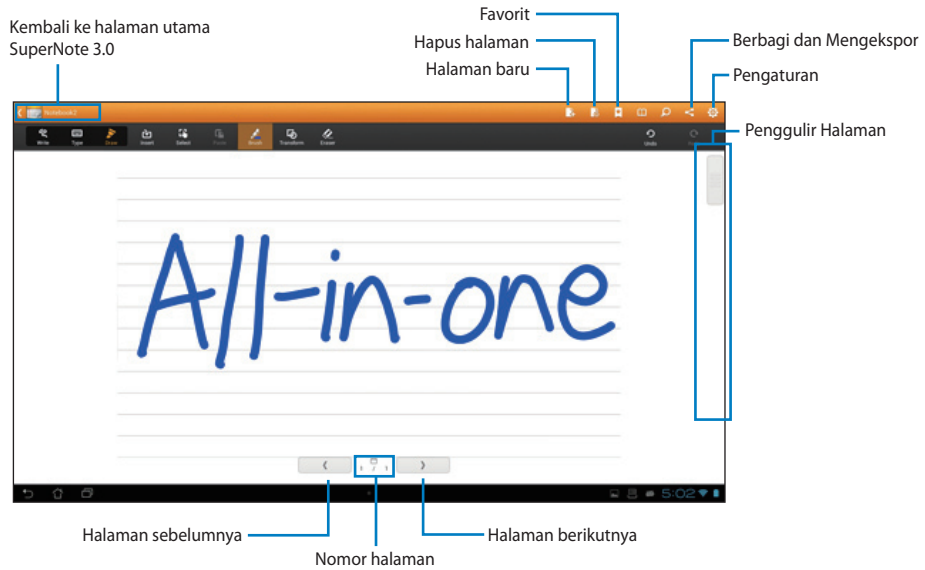 Favorit
Kembali ke halaman utama
SuperNote 3.0
Hapus halaman
Berbagi dan Mengekspor
Halaman baru
Pengaturan
Notebook2
Penggulir Halaman
Write
Type
Draw
Insert
Select
Brush
Transform
Eraser
Undo
All-in-one
5:02
Halaman sebelumnya
Halaman berikutnya
Nomor halaman